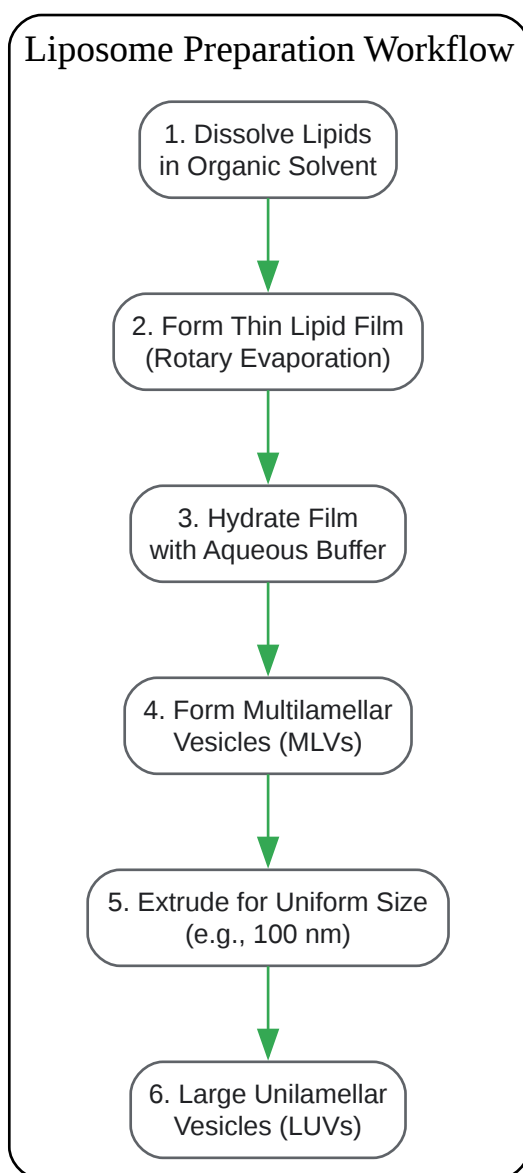 Liposome Preparation Workflow
1. Dissolve Lipids
in Organic Solvent
2. Form Thin Lipid Film
(Rotary Evaporation)
3. Hydrate Film
with Aqueous Buffer
4. Form Multilamellar
Vesicles (MLVs)
5. Extrude for Uniform Size
(e.g., 100 nm)
6. Large Unilamellar
Vesicles (LUVs)